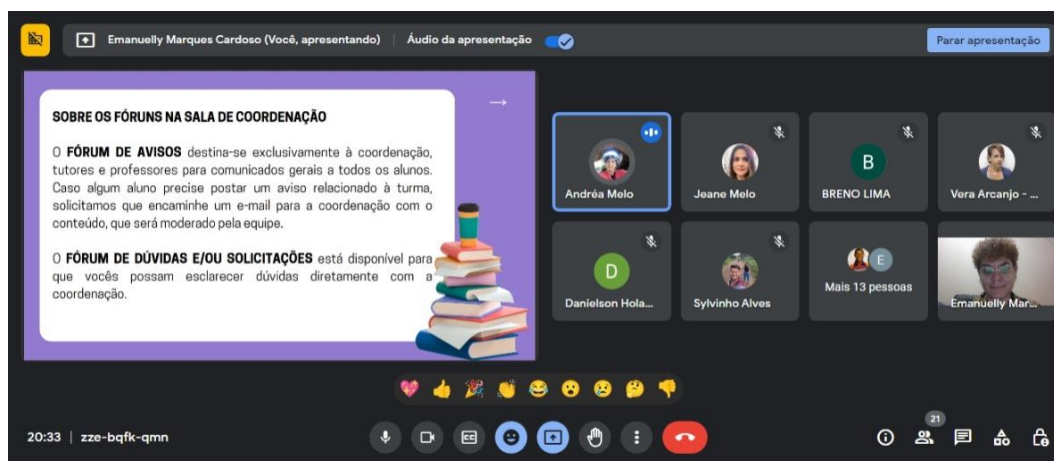 Emanuelly Marques Cardoso (Você, apresentando)
Áudio da apresentação
Parar apresentação
SOBRE OS FÓRUNS NA SALA DE COORDENAÇÃO
O FÓRUM DE AVISOS destina-se exclusivamente à coordenação,
tutores e professores para comunicados gerais a todos os alunos.
Caso algum aluno precise postar um aviso relacionado à turma,
solicitamos que encaminhe um e-mail para a coordenação com o
conteúdo, que será moderado pela equipe.
O FÓRUM DE DÚVIDAS E/OU SOLICITAÇÕES está disponível para
que vocês possam esclarecer dúvidas diretamente com a
coordenação.
Andréa Melo
Jeane Melo
B
BRENO LIMA
Vera Arcanjo - ...
D
Danielson Hola...
Sylvinho Alves
E
Mais 13 pessoas
Emanuelly Mar...
20:33 | zze-bqfk-qmn
CC
21